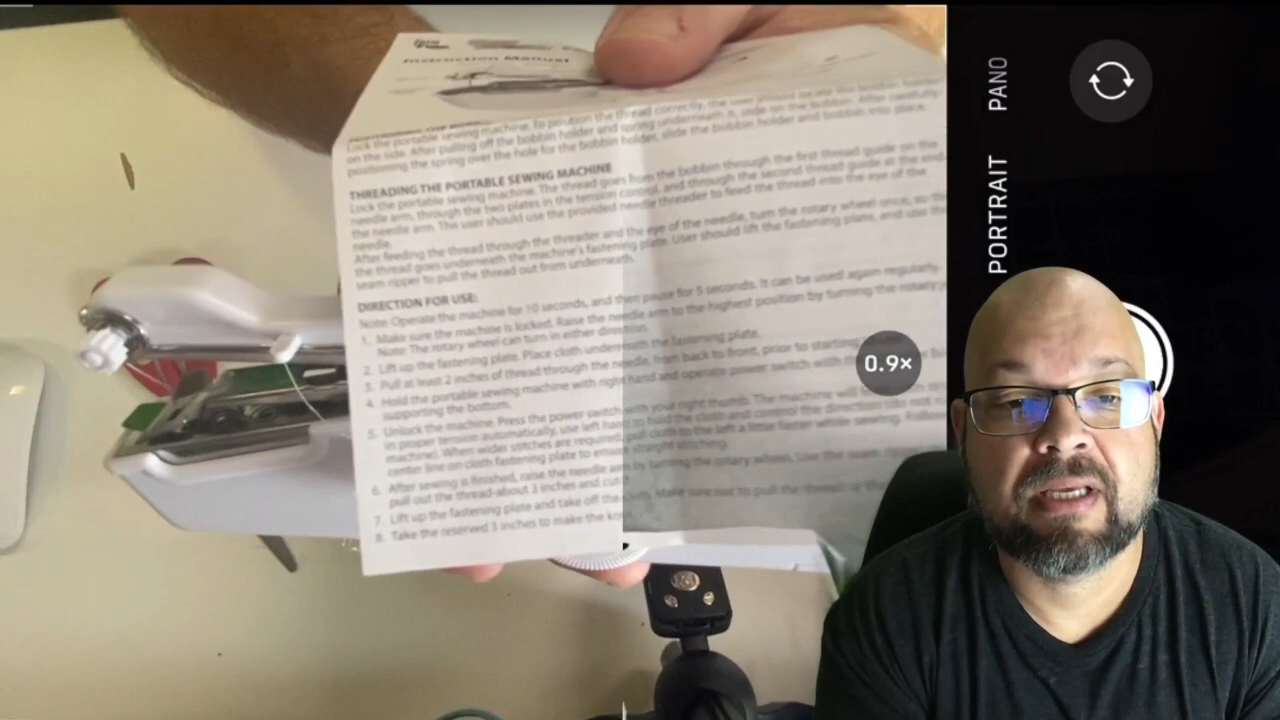 Instruction Manual
Lock the portable sewing machine. To position the thread correctly, the user should locate the bobbin
on the side. After pulling off the bobbin holder and spring underneath is, slide on the bobbin. After carefully
positioning the spring over the hole for the bobbin holder, slide the bobbin holder and bobbin into place.
THREADING THE PORTABLE SEWING MACHINE
Lock the portable sewing machine. The thread goes from the bobbin through the first thread guide on the
needle arm, through the two plates in the tension control, and through the second thread guide at the end
the needle arm. The user should use the provided needle threader to feed the thread into the eye of the
needle.
After feeding the thread through the threader and the eye of the needle, turn the rotary wheel once, so
the thread goes underneath the machine's fastening plate. User should lift the fastening plate, and use the
seam ripper to pull the thread out from underneath.
DIRECTION FOR USE:
Note: Operate the machine for 10 seconds, and then pause for 5 seconds. It can be used again regularly.
1. Make sure the machine is locked. Raise the needle arm to the highest position by turning the rotary
Note: The rotary wheel can turn in either direction.
2. Lift up the fastening plate. Place cloth underneath the fastening plate.
3. Pull at least 2 inches of thread through the needle, from back to front, prior to starting
4. Hold the portable sewing machine with right hand and operate power switch with
supporting the bottom.
5. Unlock the machine. Press the power switch with your right thumb. The machine will
in proper tension automatically, use left hand to hold the cloth and control the direction
machine). When wider stitches are required, pull cloth to the left a little faster while sewing.
center line on cloth fastening plate to ensure straight stitching.
6. After sewing is finished, raise the needle arm by turning the rotary wheel. Use the seam
pull out the thread about 3 inches and cut Make sure not to pull the thread
7. Lift up the fastening plate and take off the
8. Take the reserved 3 inches to make the
0.9×
PORTRAIT
PANO